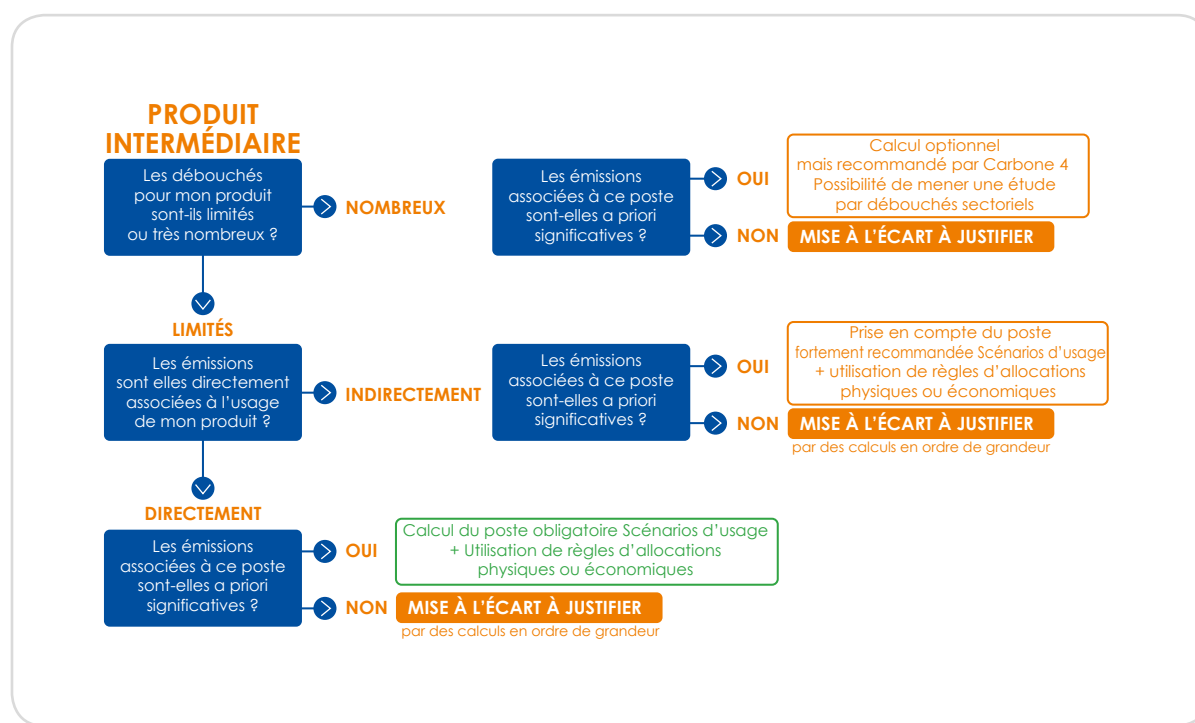 PRODUIT
INTERMÉDIAIRE
Les débouchés
pour mon produit
sont-ils limités
ou très nombreux ?
NOMBREUX
Les émissions
associées à ce poste
sont-elles a priori
significatives ?
OUI
Calcul optionnel
mais recommandé par Carbone 4
Possibilité de mener une étude
par débouchés sectoriels
NON
MISE À L'ÉCART À JUSTIFIER
LIMITÉS
Les émissions
sont elles directement
associées à l'usage
de mon produit ?
INDIRECTEMENT
Les émissions
associées à ce poste
sont-elles a priori
significatives ?
OUI
Prise en compte du poste
fortement recommandée Scénarios d'usage
+ utilisation de règles d'allocations
physiques ou économiques
NON
MISE À L'ÉCART À JUSTIFIER
par des calculs en ordre de grandeur
DIRECTEMENT
Les émissions
associées à ce poste
sont-elles a priori
significatives ?
OUI
Calcul du poste obligatoire Scénarios d'usage
+ Utilisation de règles d'allocations
physiques ou économiques
NON
MISE À L'ÉCART À JUSTIFIER
par des calculs en ordre de grandeur